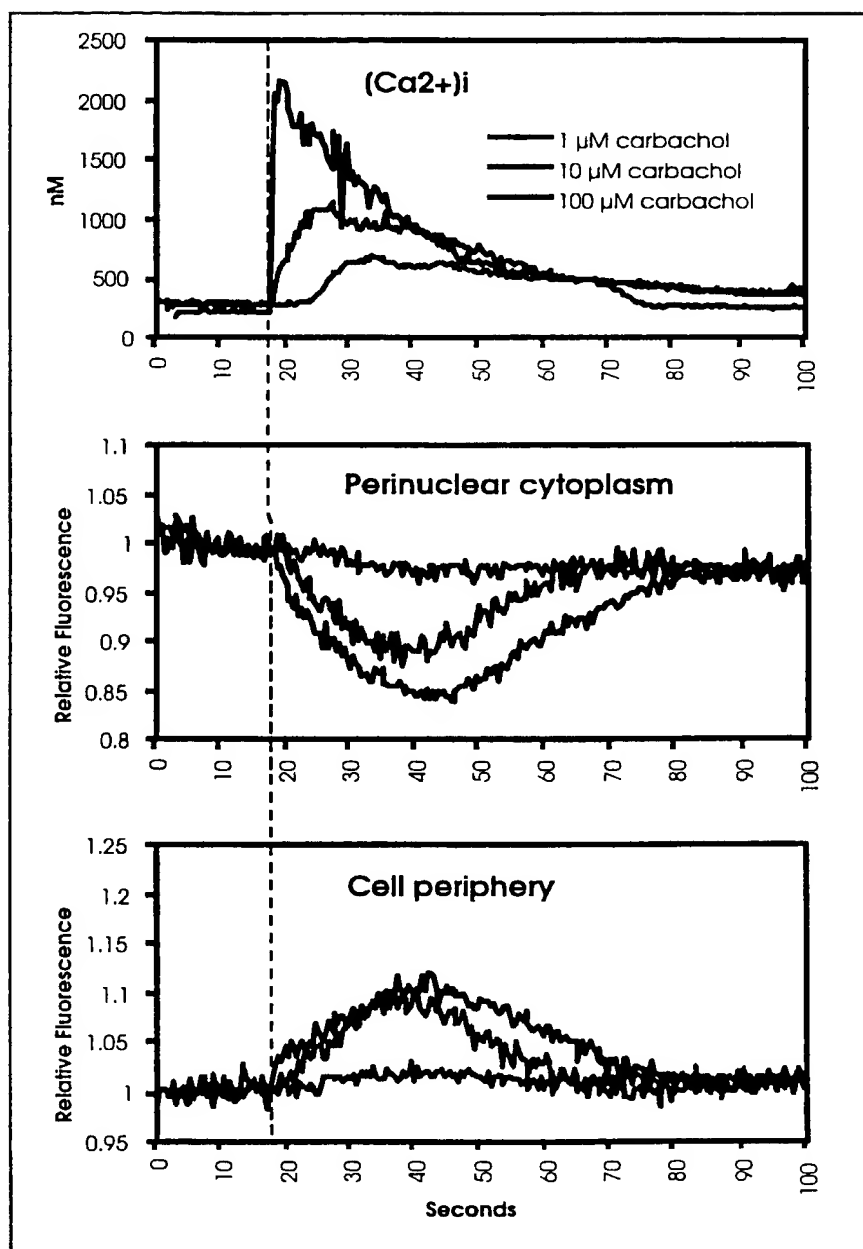 (Ca2+)i
2500
2000
1500
1000
500
0
nM
1 µM carbachol
10 µM carbachol
100 µM carbachol
0 10 20 30 40 50 60 70 80 90 100
Perinuclear cytoplasm
1.1
1.05
1
0.95
0.9
0.85
0.8
Relative Fluorescence
0 10 20 30 40 50 60 70 80 90 100
Cell periphery
1.25
1.2
1.15
1.1
1.05
1
0.95
Relative Fluorescence
0 10 20 30 40 50 60 70 80 90 100
Seconds